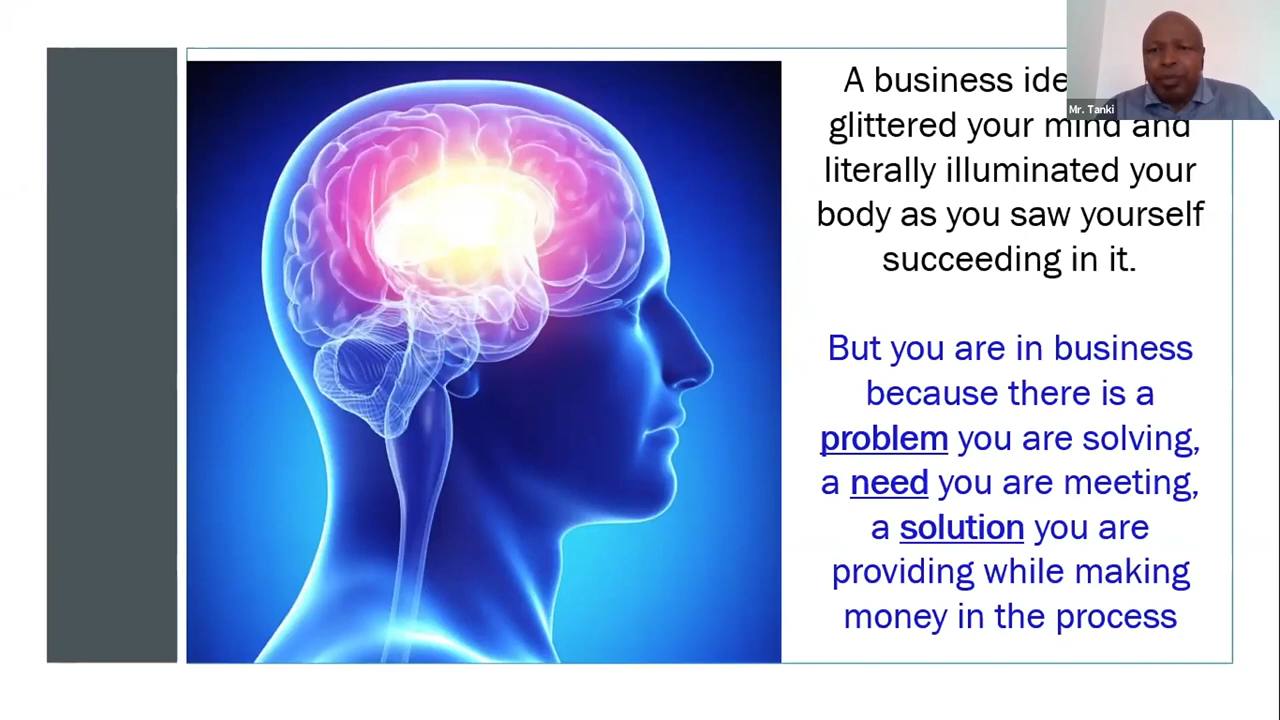 A business ide
glittered your mind and
literally illuminated your
body as you saw yourself
succeeding in it.
But you are in business
because there is a
problem you are solving,
a need you are meeting,
a solution you are
providing while making
money in the process
Mr. Tanki